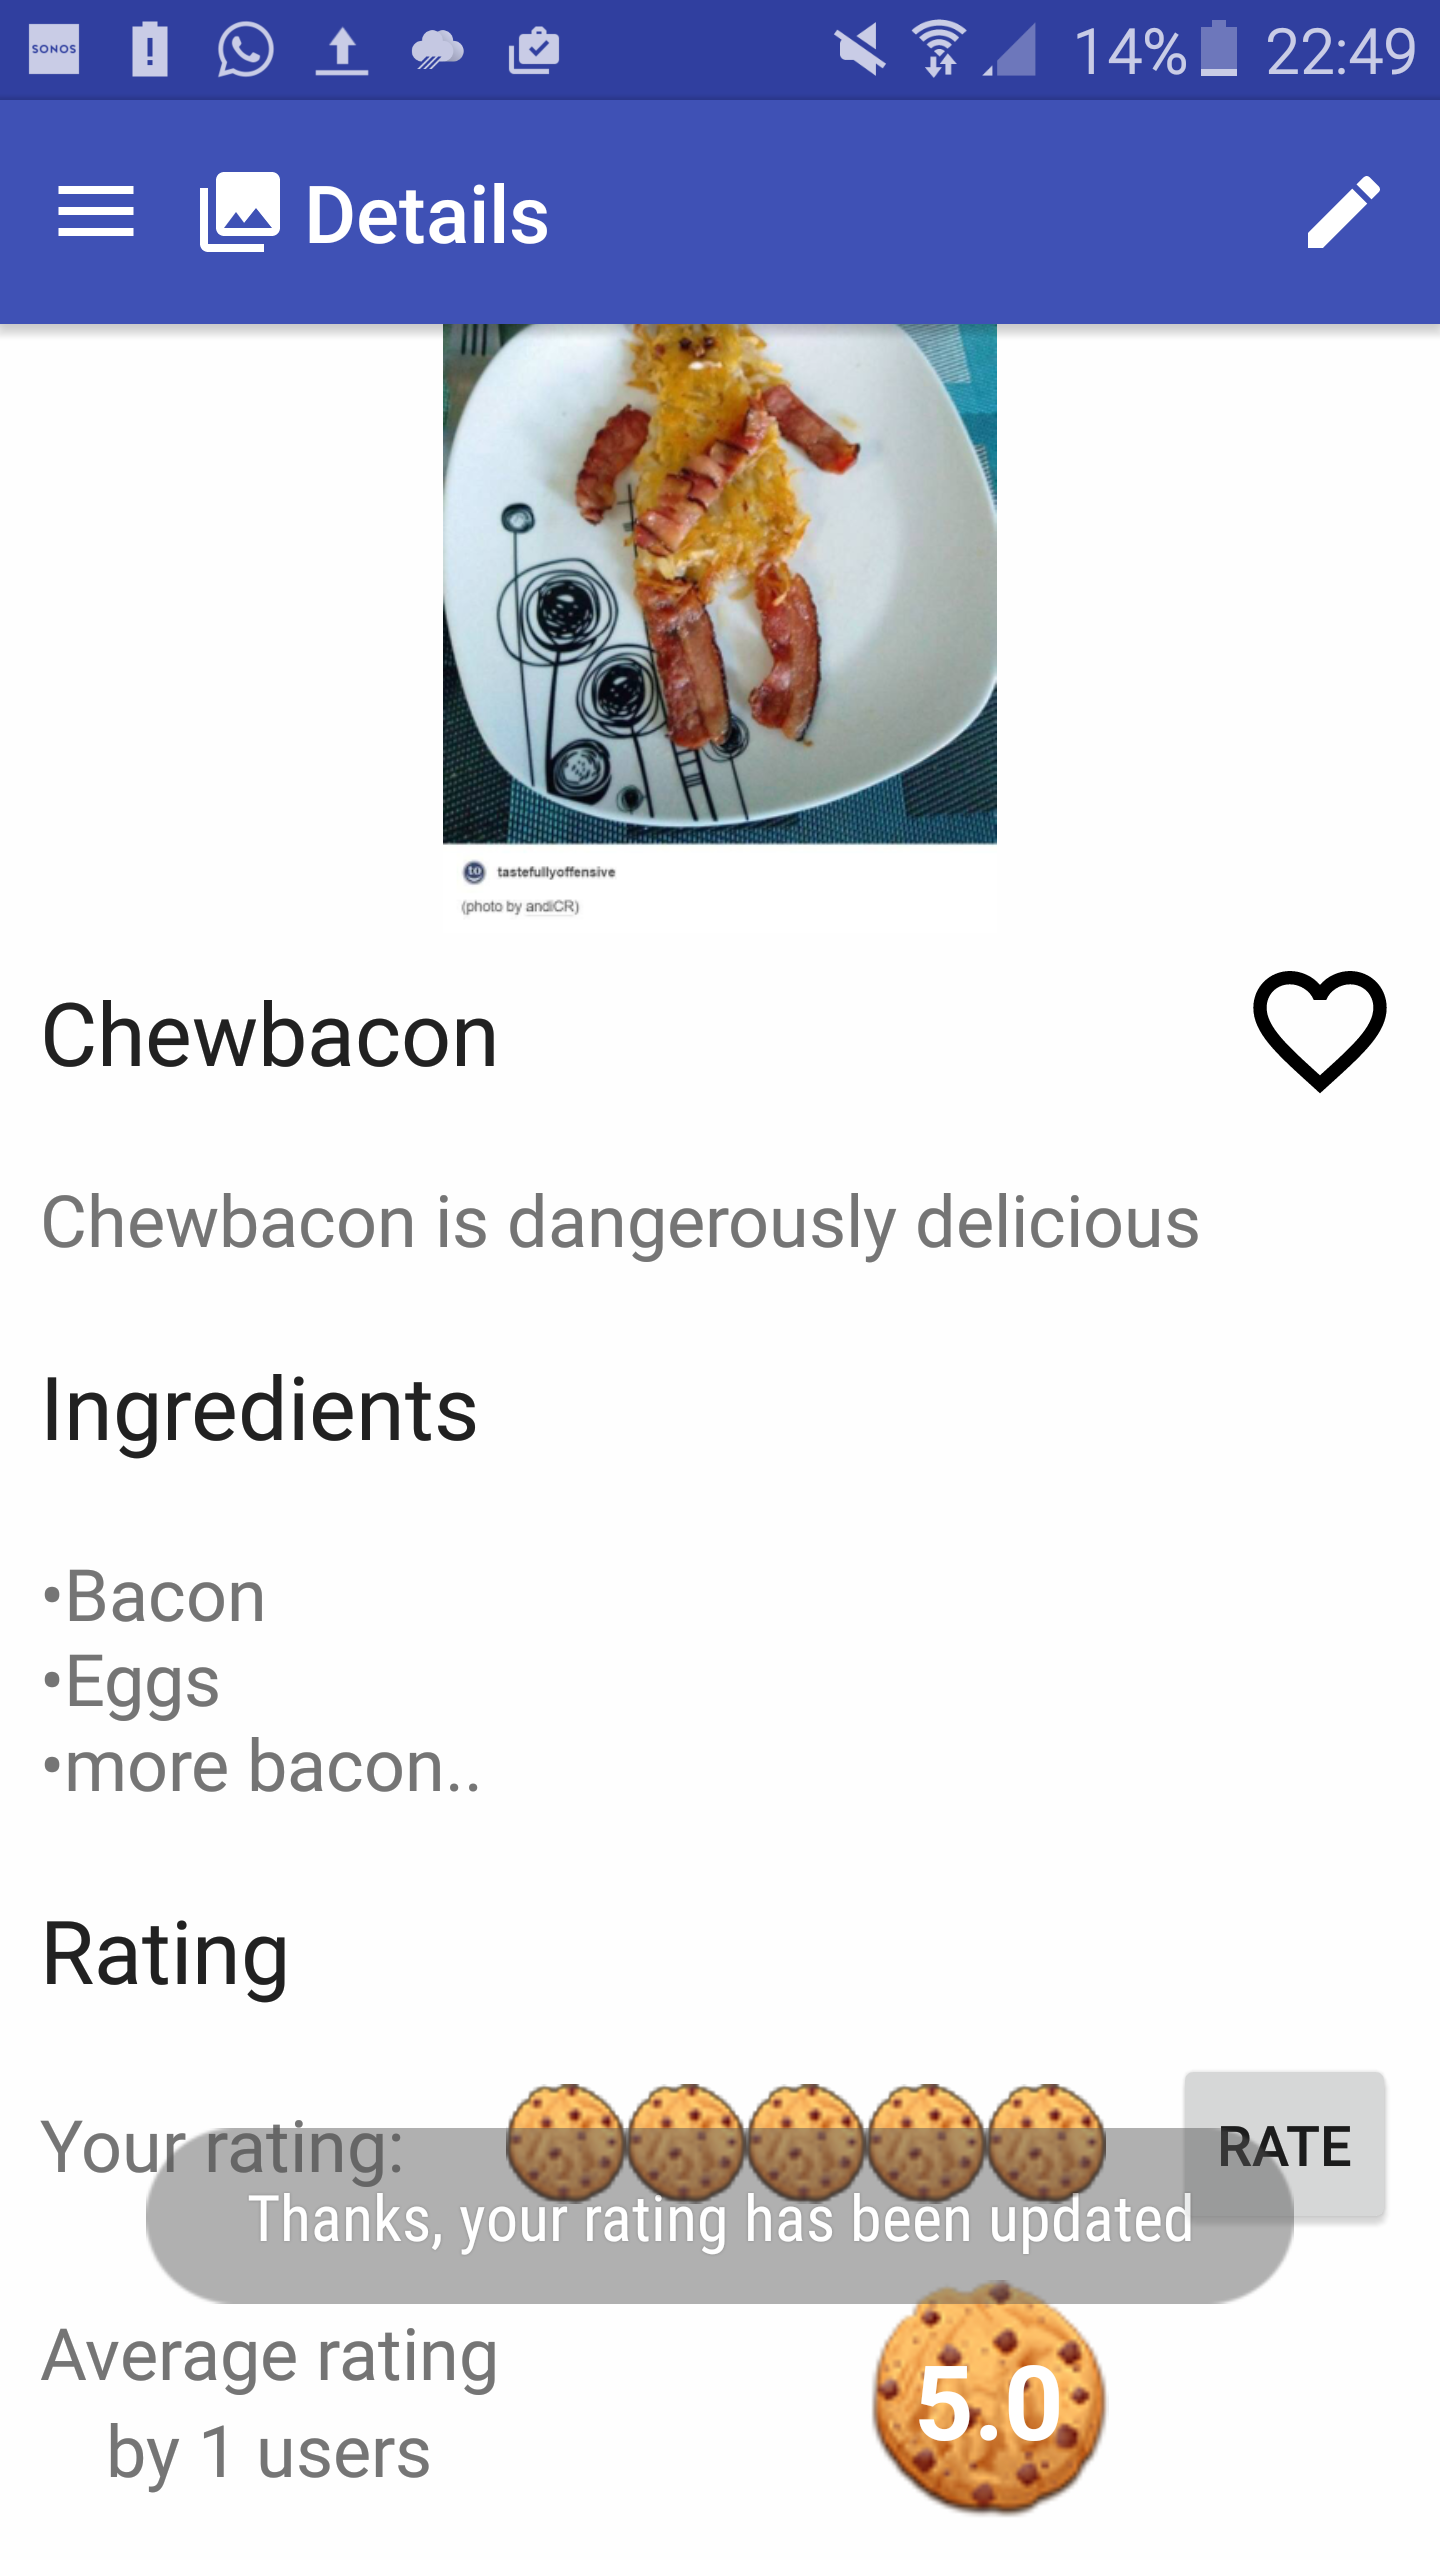 SONOS
14% 22:49
Details
to tastefullyoffensive
(photo by andiCR)
Chewbacon
Chewbacon is dangerously delicious
Ingredients
•Bacon
•Eggs
•more bacon..
Rating
Your rating: RATE
Thanks, your rating has been updated
Average rating
by 1 users
5.0